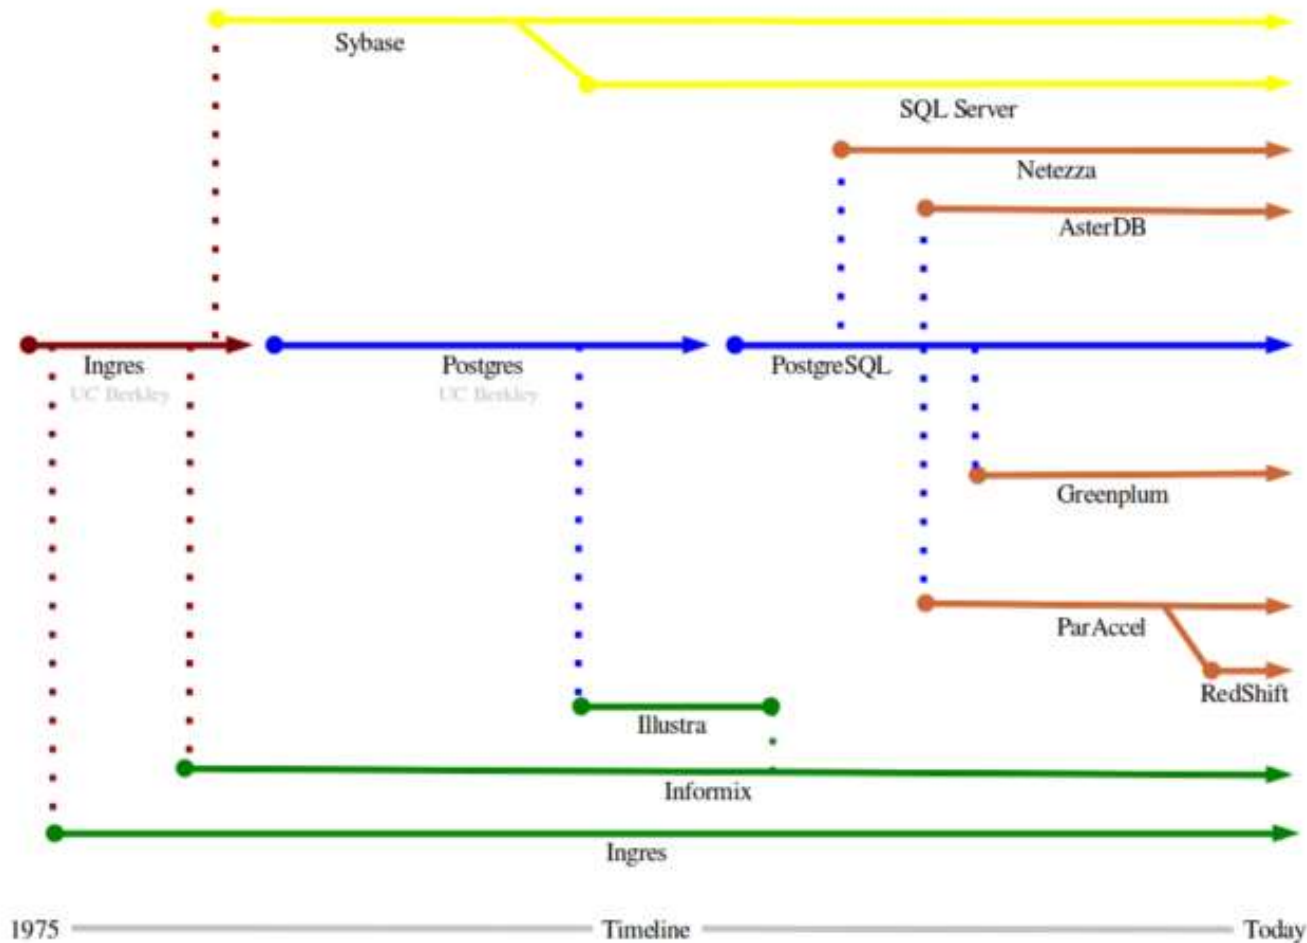 Sybase
SQL Server
Netezza
AsterDB
Ingres
UC Berkley
Postgres
UC Berkley
PostgreSQL
Greenplum
ParAccel
RedShift
Illustra
Informix
Ingres
1975
Timeline
Today